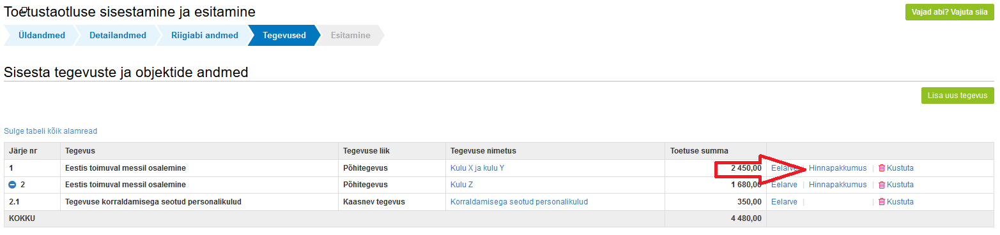 Toetustaotluse sisestamine ja esitamine
Vajad abi? Vajuta siia
Üldandmed Detailandmed Riigiabi andmed Tegevused Esitamine
Sisesta tegevuste ja objektide andmed
Lisa uus tegevus
Sulge tabeli kõik alamread
Järje nr Tegevus Tegevuse liik Tegevuse nimetus Toetuse summa
1 Eestis toimuval messil osalemine Põhitegevus Kulu X ja kulu Y 2 450,00 Eelarve | Hinnapakkumus | Kustuta
2 Eestis toimuval messil osalemine Põhitegevus Kulu Z 1 680,00 Eelarve | Hinnapakkumus | Kustuta
2.1 Tegevuse korraldamisega seotud personalikulud Kaasnev tegevus Korraldamisega seotud personalikulud 350,00 Eelarve | | Kustuta
KOKKU 4 480,00